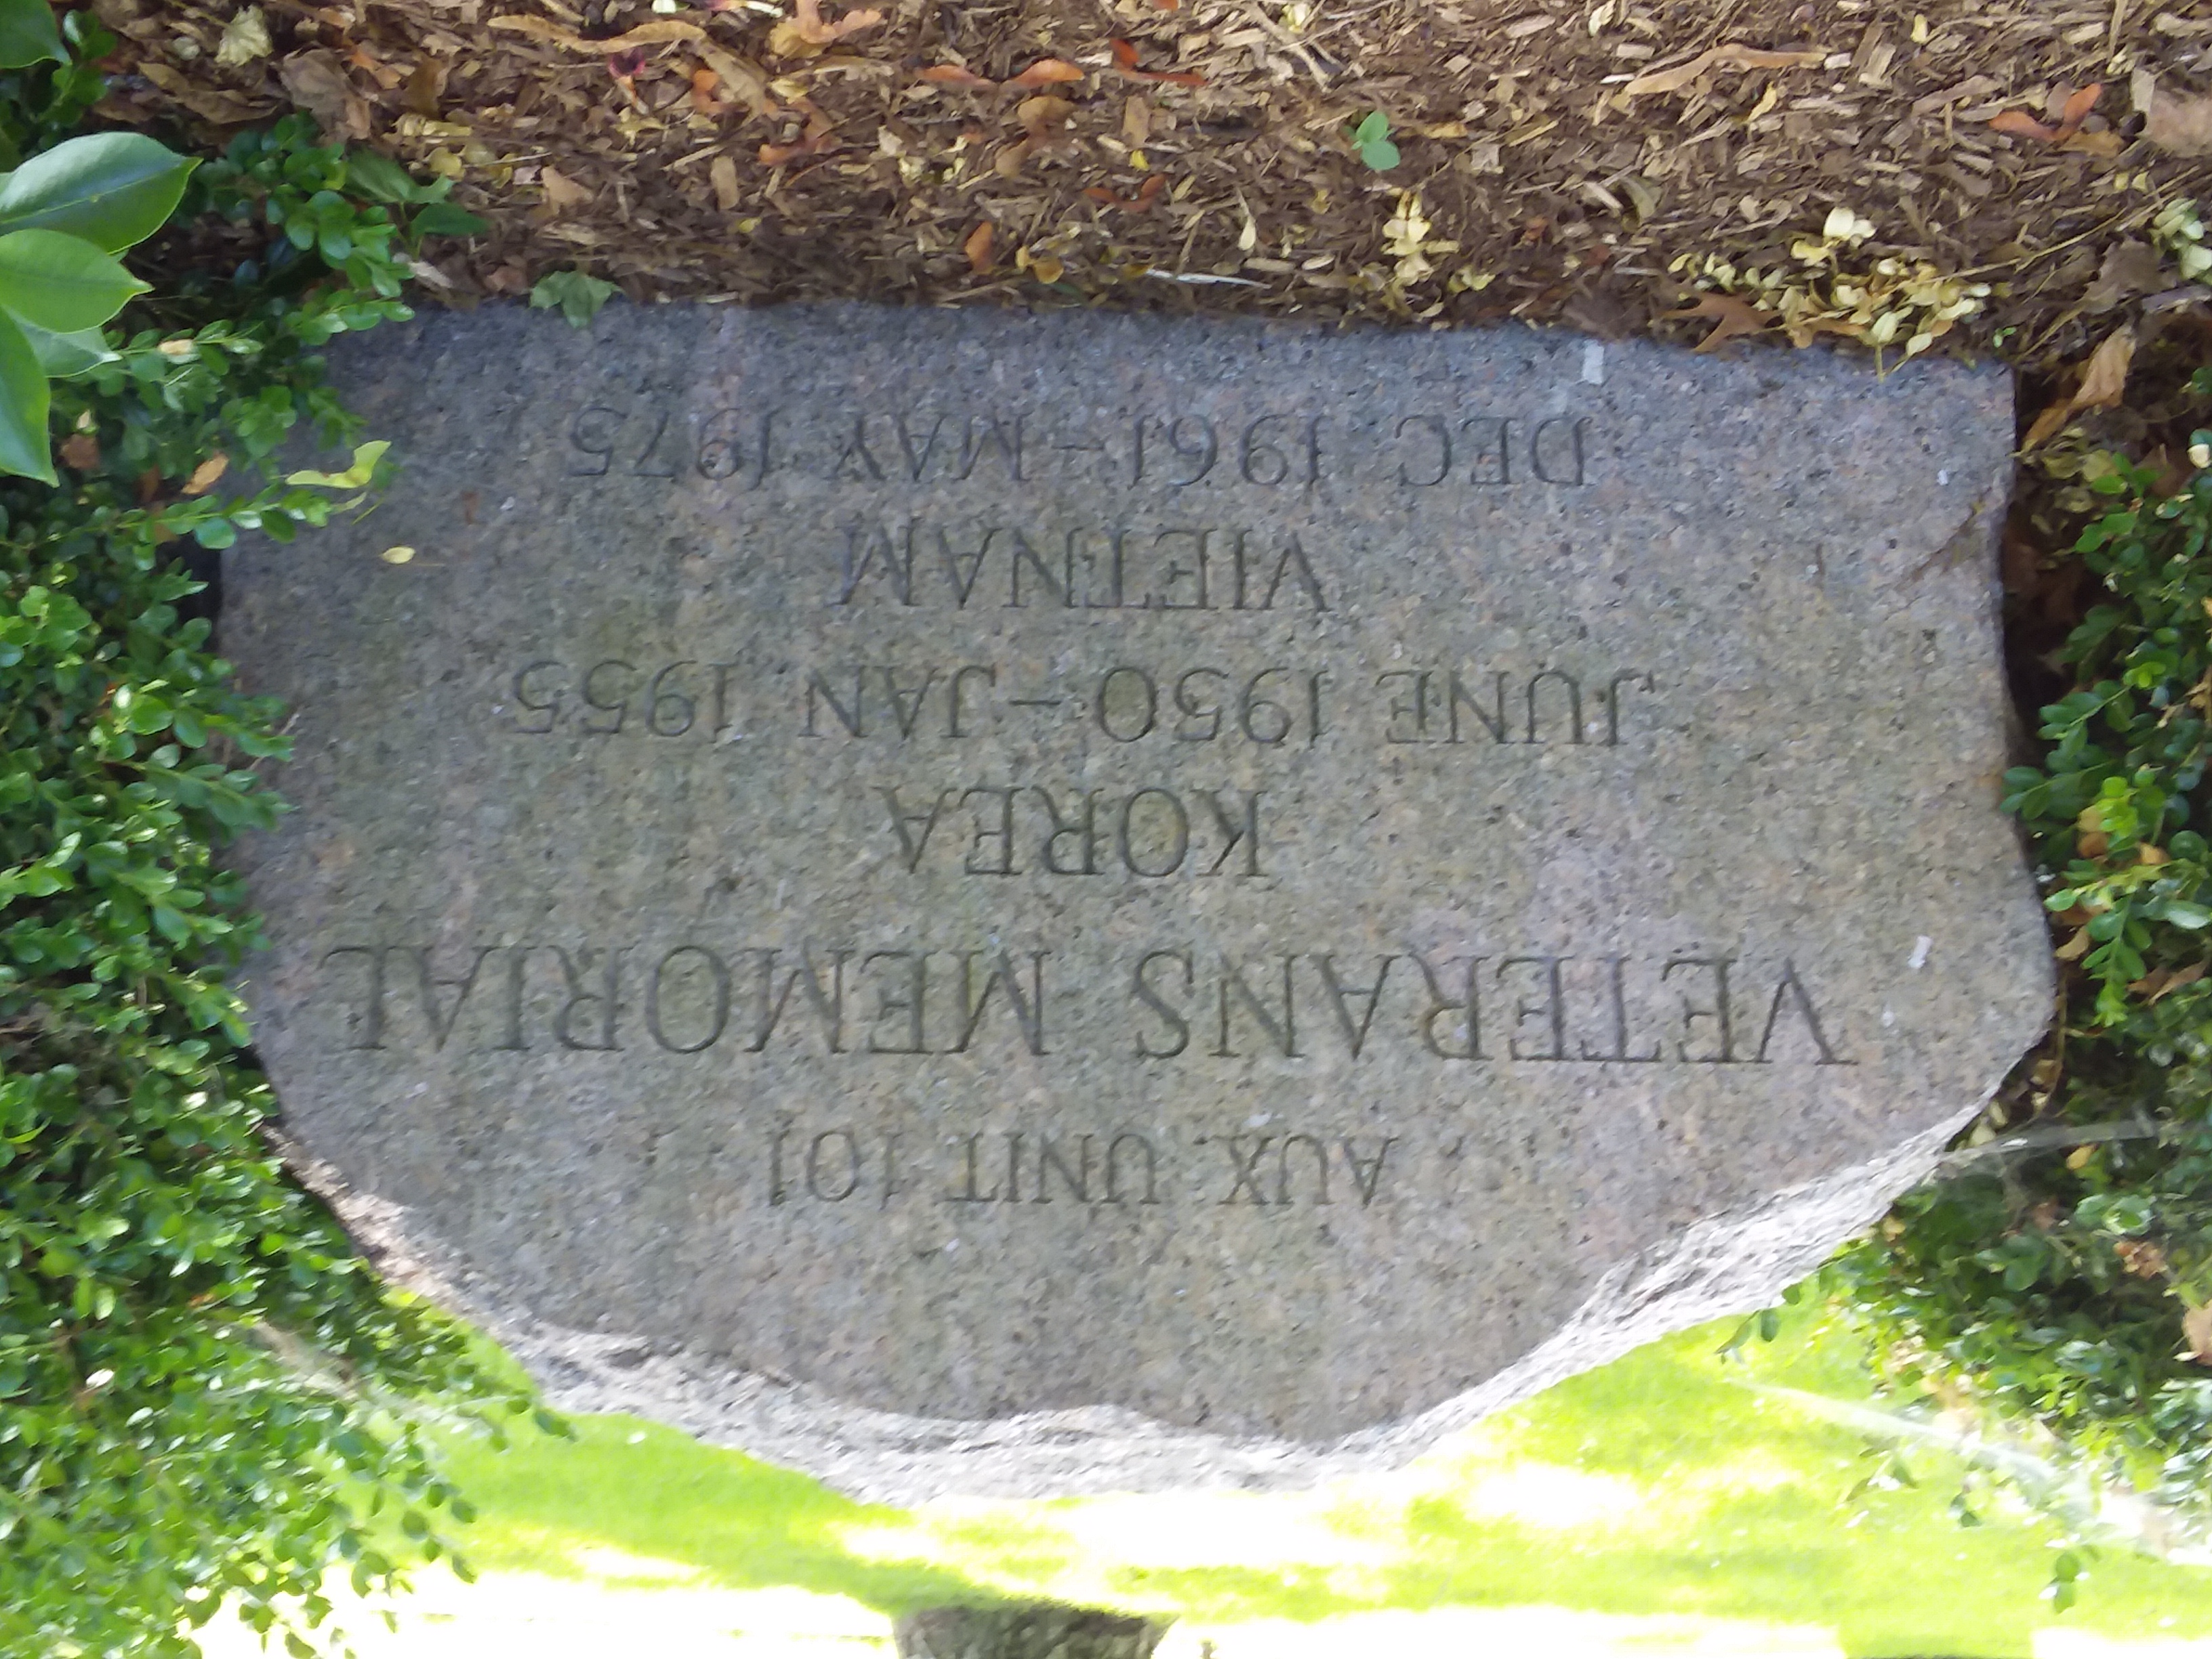 AUX. UNIT 101
VETERANS MEMORIAL
KOREA
JUNE 1950 – JAN 1955
VIETNAM
DEC 1961 – MAY 1975